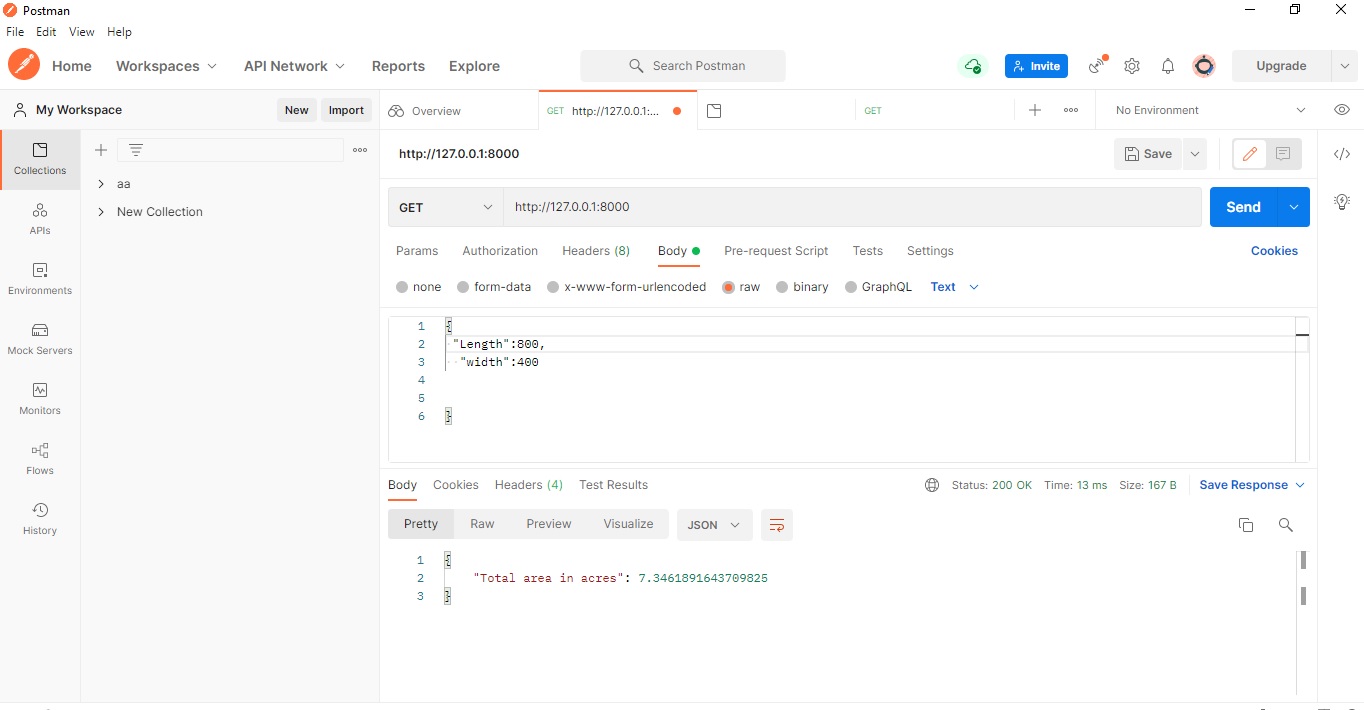 Postman
File Edit View Help
Home Workspaces API Network Reports Explore Search Postman Invite Upgrade
My Workspace New Import Overview GET http://127.0.0.1:... GET No Environment
Collections
APIs
Environments
Mock Servers
Monitors
Flows
History
aa
New Collection
http://127.0.0.1:8000 Save
GET http://127.0.0.1:8000 Send
Params Authorization Headers (8) Body Pre-request Script Tests Settings Cookies
none form-data x-www-form-urlencoded raw binary GraphQL Text
1 {
2 "Length":800,
3 "width":400
4
5
6 }
Body Cookies Headers (4) Test Results Status: 200 OK Time: 13 ms Size: 167 B Save Response
Pretty Raw Preview Visualize JSON
1 {
2 "Total area in acres": 7.3461891643709825
3 }